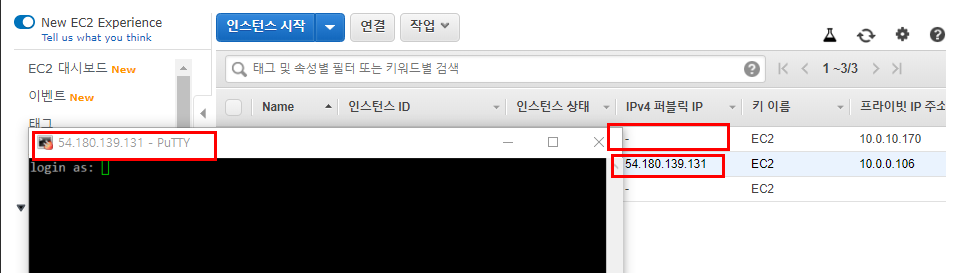 New EC2 Experience
Tell us what you think
인스턴스 시작 연결 작업
EC2 대시보드 New
이벤트 New
태그
태그 및 속성별 필터 또는 키워드별 검색
1 ~3/3
Name 인스턴스 ID 인스턴스 상태 IPv4 퍼블릭 IP 키 이름 프라이빗 IP 주소
- EC2 10.0.10.170
54.180.139.131 EC2 10.0.0.106
- EC2
54.180.139.131 - PuTTY
login as: